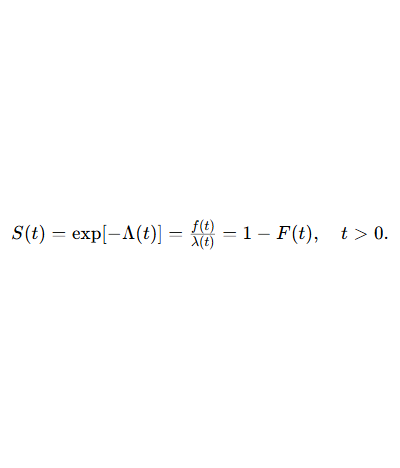 S(t) = exp[−Λ(t)] = f(t)/λ(t) = 1 − F(t),  t > 0.